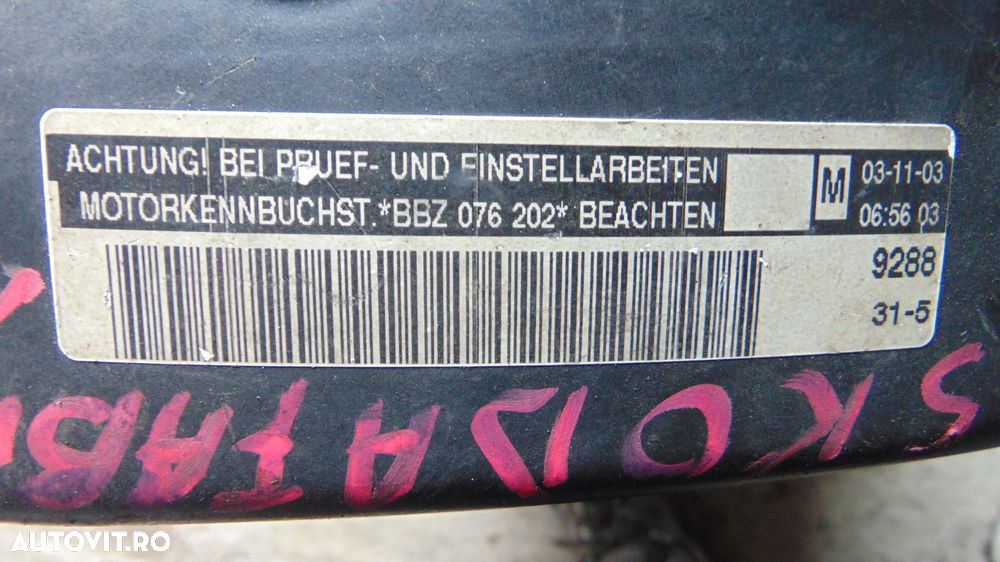 ACHTUNG! BEI PRUEF- UND EINSTELLARBEITEN M 03-11-03
MOTORKENNBUCHST.*BBZ 076 202* BEACHTEN 06:56 03
9288
31-5
SKODA FABI
AUTOVIT.RO